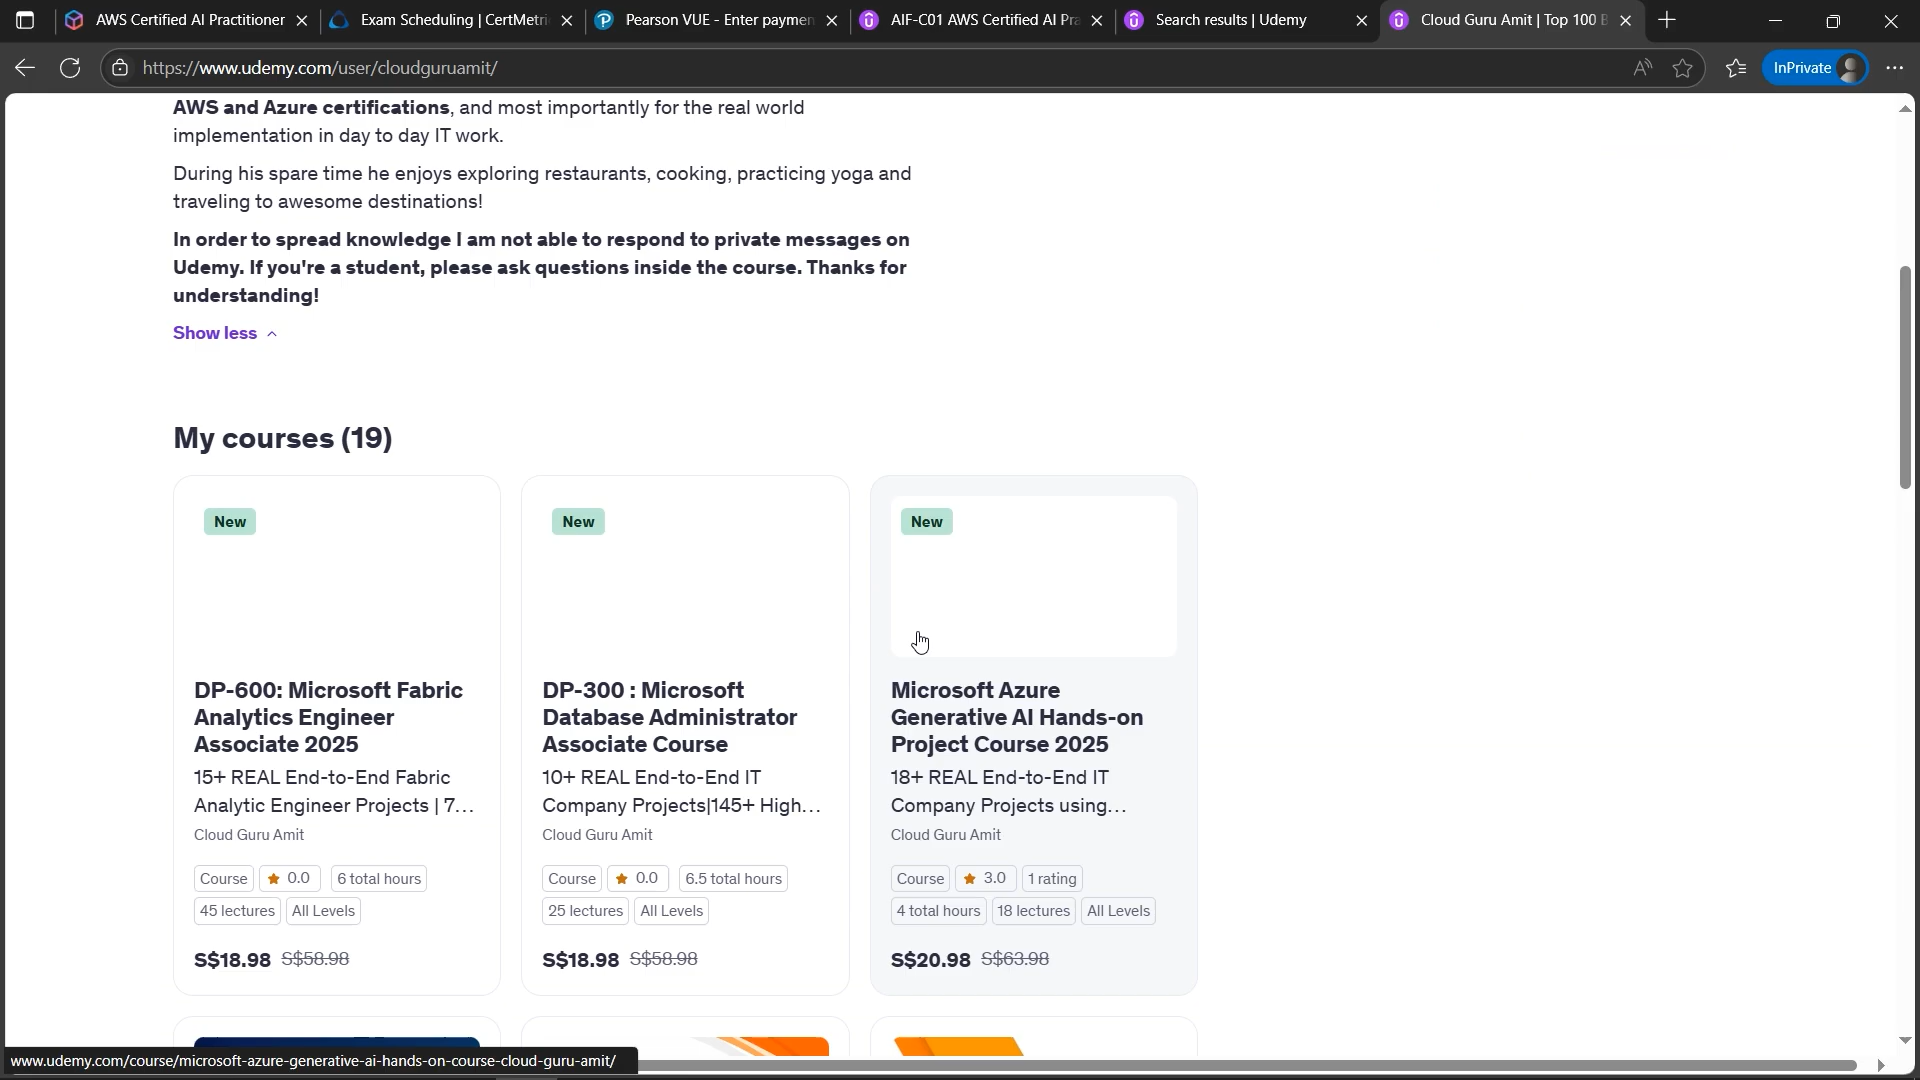 AWS Certified AI Practitioner
Exam Scheduling | CertMetri
Pearson VUE - Enter paymen
AIF-C01 AWS Certified AI Pra
Search results | Udemy
Cloud Guru Amit | Top 100 B
https://www.udemy.com/user/cloudguruamit/
InPrivate
AWS and Azure certifications, and most importantly for the real world
implementation in day to day IT work.
During his spare time he enjoys exploring restaurants, cooking, practicing yoga and
traveling to awesome destinations!
In order to spread knowledge I am not able to respond to private messages on
Udemy. If you're a student, please ask questions inside the course. Thanks for
understanding!
Show less
My courses (19)
New
DP-600: Microsoft Fabric
Analytics Engineer
Associate 2025
15+ REAL End-to-End Fabric
Analytic Engineer Projects | 7...
Cloud Guru Amit
Course
0.0
6 total hours
45 lectures
All Levels
S$18.98 S$58.98
New
DP-300 : Microsoft
Database Administrator
Associate Course
10+ REAL End-to-End IT
Company Projects|145+ High...
Cloud Guru Amit
Course
0.0
6.5 total hours
25 lectures
All Levels
S$18.98 S$58.98
New
Microsoft Azure
Generative AI Hands-on
Project Course 2025
18+ REAL End-to-End IT
Company Projects using...
Cloud Guru Amit
Course
3.0
1 rating
4 total hours
18 lectures
All Levels
S$20.98 S$63.98
www.udemy.com/course/microsoft-azure-generative-ai-hands-on-course-cloud-guru-amit/